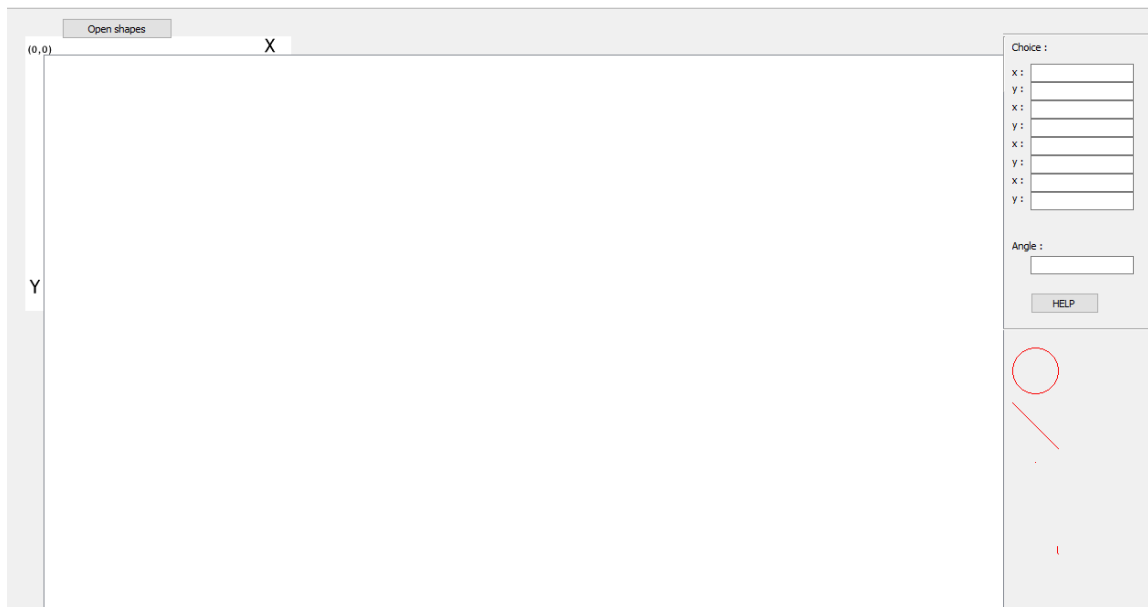 Open shapes
(0,0)
X
Y
Choice :
x :
y :
x :
y :
x :
y :
x :
y :
Angle :
HELP